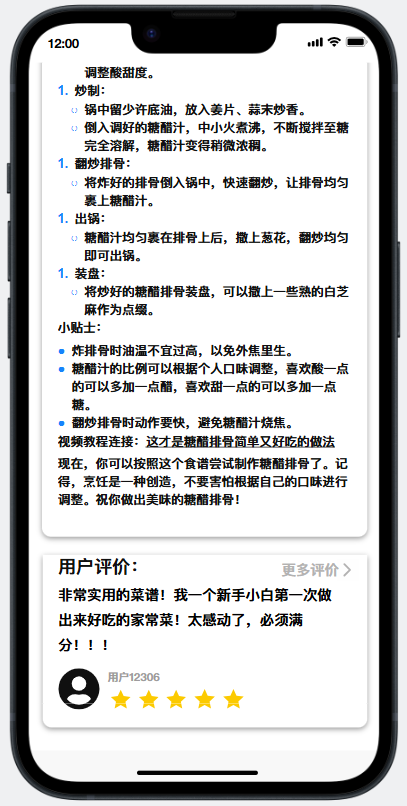 12:00
调整酸甜度。
1. 炒制：
锅中留少许底油，放入姜片、蒜末炒香。
倒入调好的糖醋汁，中小火煮沸，不断搅拌至糖
完全溶解，糖醋汁变得稍微浓稠。
1. 翻炒排骨：
将炸好的排骨倒入锅中，快速翻炒，让排骨均匀
裹上糖醋汁。
1. 出锅：
糖醋汁均匀裹在排骨上后，撒上葱花，翻炒均匀
即可出锅。
1. 装盘：
将炒好的糖醋排骨装盘，可以撒上一些熟的白芝
麻作为点缀。
小贴士：
炸排骨时油温不宜过高，以免外焦里生。
糖醋汁的比例可以根据个人口味调整，喜欢酸一点
的可以多加一点醋，喜欢甜一点的可以多加一点
糖。
翻炒排骨时动作要快，避免糖醋汁烧焦。
视频教程连接：这才是糖醋排骨简单又好吃的做法
现在，你可以按照这个食谱尝试制作糖醋排骨了。记
得，烹饪是一种创造，不要害怕根据自己的口味进行
调整。祝你做出美味的糖醋排骨！
用户评价：
更多评价
非常实用的菜谱！我一个新手小白第一次做
出来好吃的家常菜！太感动了，必须满
分！！！
用户12306